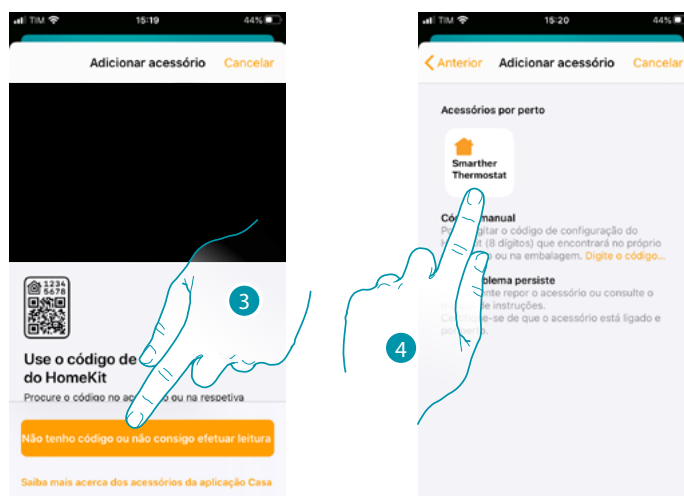 TIM 15:19 44%
Adicionar acessório Cancelar
1234
5678
Use o código de
do HomeKit
Procure o código no ou na respetiva
Não tenho código ou não consigo efetuar leitura
Saiba mais acerca dos acessórios da aplicação Casa
3
TIM 15:20 44%
Anterior Adicionar acessório Cancelar
Acessórios por perto
Smarther
Thermostat
manual
o código de configuração do
(8 dígitos) que encontrará no próprio
ou na embalagem. Digite o código...
persiste
repor o acessório ou consulte o
de instruções.
de que o acessório está ligado e
4